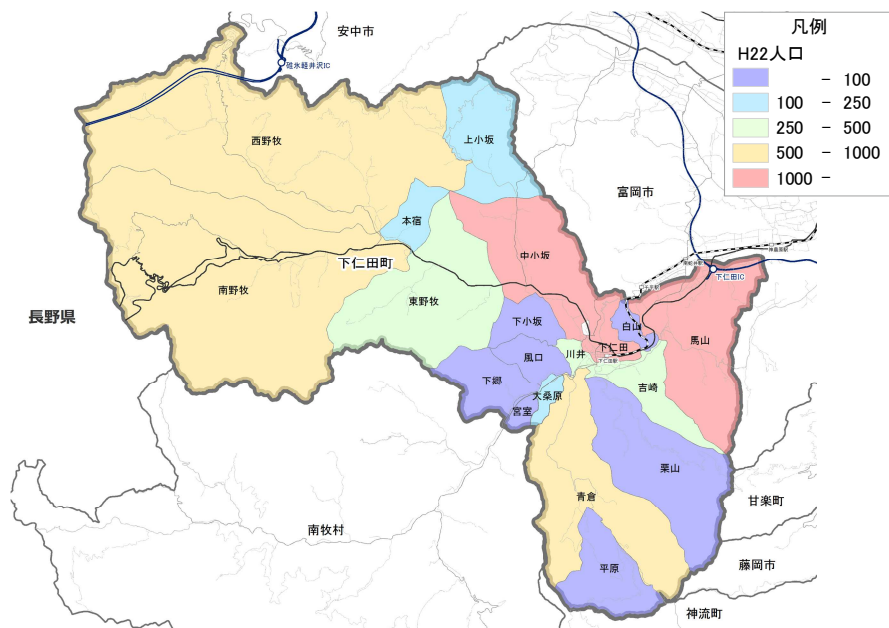 安中市
凡例
H22人口
- 100
100 - 250
250 - 500
500 - 1000
1000 -
碓氷軽井沢IC
西野牧
上小坂
富岡市
本宿
中小坂
下仁田町
下仁田IC
南野牧
東野牧
長野県
下小坂
白山
馬山
風口
川井
下仁田
下仁田駅
下郷
大桑原
吉崎
宮室
栗山
青倉
甘楽町
南牧村
平原
藤岡市
神流町